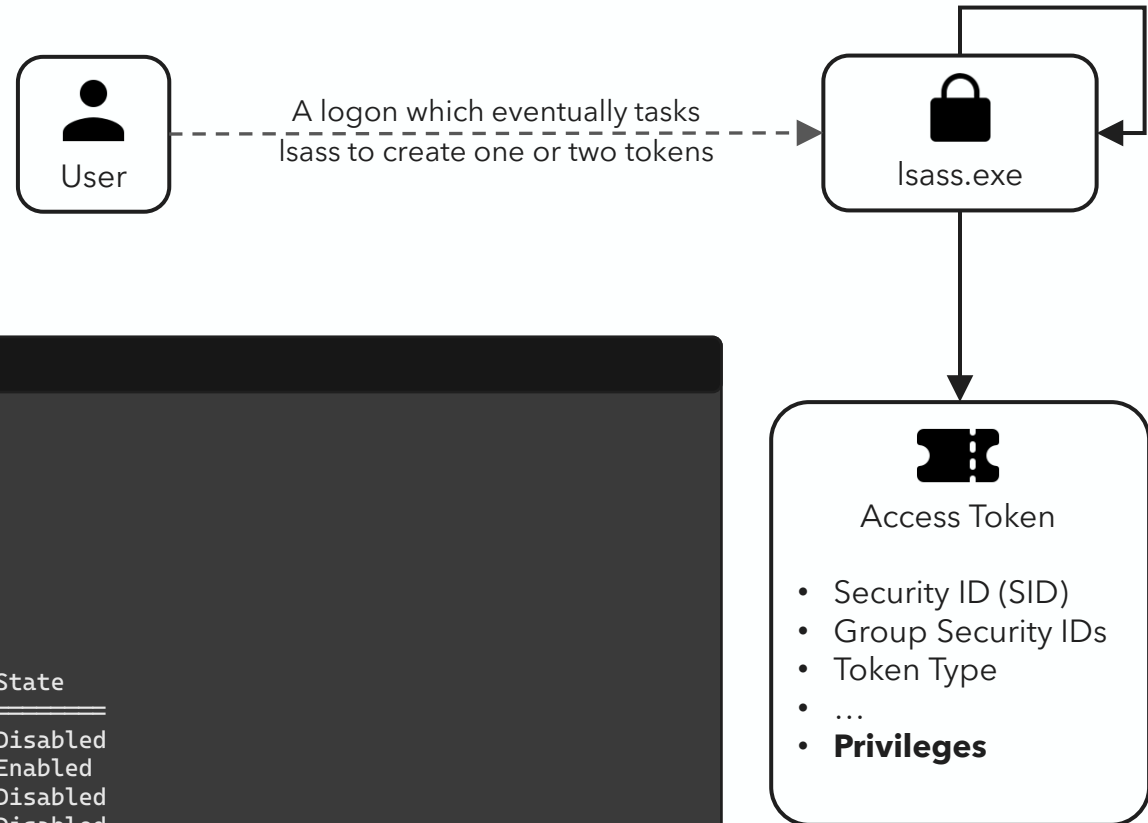 A logon which eventually tasks
lsass to create one or two tokens
User
lsass.exe
Access Token
• Security ID (SID)
• Group Security IDs
• Token Type
• …
• Privileges
State
========
Disabled
Enabled
Disabled
Disabled